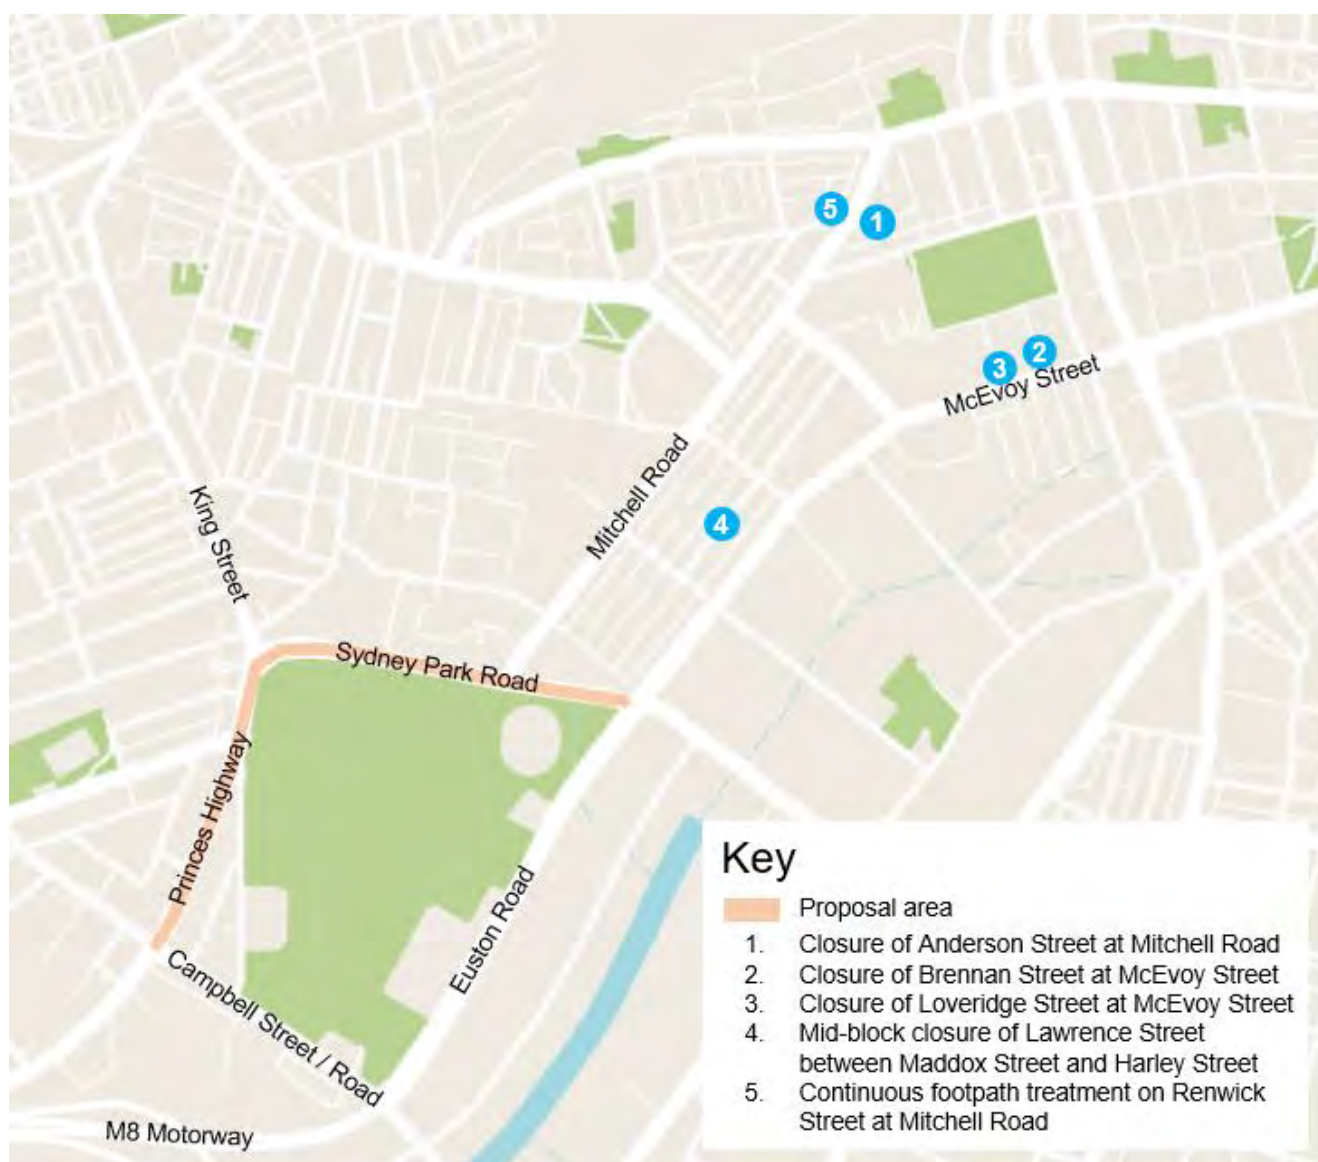 5
1
2
3
McEvoy Street
Mitchell Road
King Street
4
Sydney Park Road
Princes Highway
Euston Road
Campbell Street / Road
M8 Motorway
Key
Proposal area
1. Closure of Anderson Street at Mitchell Road
2. Closure of Brennan Street at McEvoy Street
3. Closure of Loveridge Street at McEvoy Street
4. Mid-block closure of Lawrence Street
between Maddox Street and Harley Street
5. Continuous footpath treatment on Renwick
Street at Mitchell Road